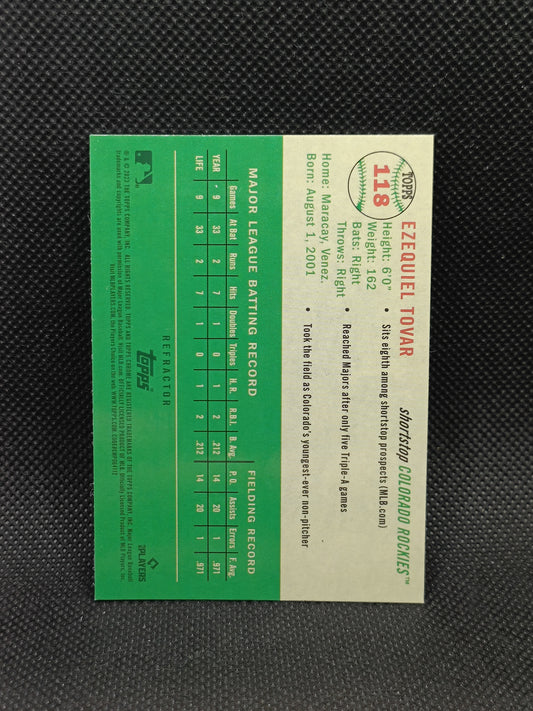 TOPPS
118
EZEQUIEL TOVAR
shortstop COLORADO ROCKIES™
Height: 6'0"
Weight: 162
Bats: Right
Throws: Right
Home: Maracay, Venez.
Born: August 1, 2001
• Sits eighth among shortstop prospects (MLB.com)
• Reached Majors after only five Triple-A games
• Took the field as Colorado's youngest-ever non-pitcher
MAJOR LEAGUE BATTING RECORD FIELDING RECORD
Games At Bat Runs Hits Doubles Triples H. R. R.B.I. B. Avg. P. O. Assists Errors F. Avg.
YEAR - 9 33 2 7 1 0 1 2 .212 14 20 1 .971
LIFE 9 33 2 7 1 0 1 2 .212 14 20 1 .971
REFRACTOR
TOPPS
MLB PLAYERS